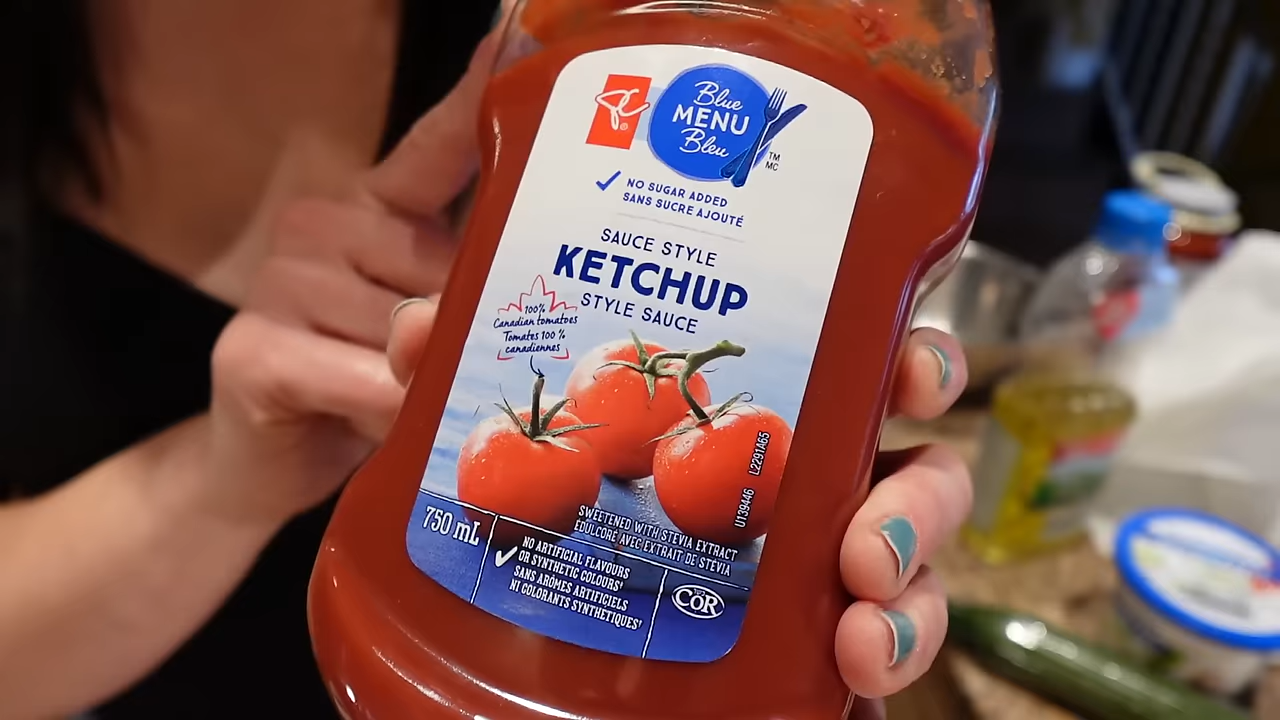 PC®
Blue
MENU
Bleu
TM
MC
NO SUGAR ADDED
SANS SUCRE AJOUTÉ
SAUCE STYLE
KETCHUP
STYLE SAUCE
100%
Canadian tomatoes
Tomates 100 %
canadiennes
U139446 L2291A65
SWEETENED WITH STEVIA EXTRACT
ÉDULCORÉ AVEC EXTRAIT DE STÉVIA
750 mL
NO ARTIFICIAL FLAVOURS
OR SYNTHETIC COLOURS†
SANS ARÔMES ARTIFICIELS
NI COLORANTS SYNTHÉTIQUES†
COR